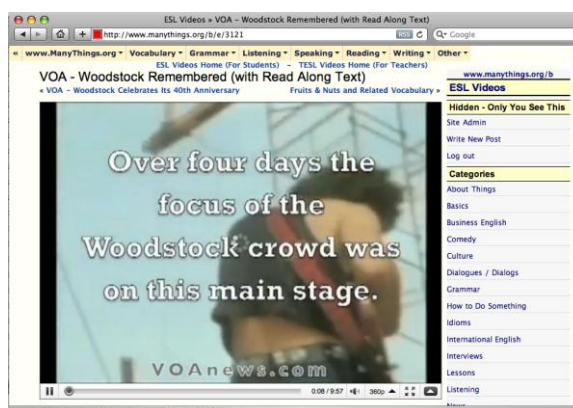 ESL Videos » VOA – Woodstock Remembered (with Read Along Text)
http://www.manythings.org/b/e/3121
RSS
Google
« www.ManyThings.org Vocabulary Grammar Listening Speaking Reading Writing Other
ESL Videos Home (For Students) – TESL Videos Home (For Teachers)
VOA - Woodstock Remembered (with Read Along Text)
« VOA – Woodstock Celebrates Its 40th Anniversary
Fruits & Nuts and Related Vocabulary »
Over four days the
focus of the
Woodstock crowd was
on this main stage.
VOAnews.com
0:08 / 9:57
360p
www.manythings.org/b
ESL Videos
Hidden - Only You See This
Site Admin
Write New Post
Log out
Categories
About Things
Basics
Business English
Comedy
Culture
Dialogues / Dialogs
Grammar
How to Do Something
Idioms
International English
Interviews
Lessons
Listening